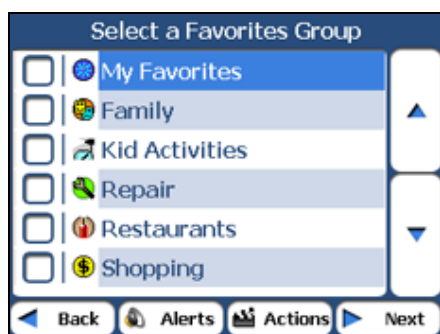 Select a Favorites Group
My Favorites
Family
Kid Activities
Repair
Restaurants
$ Shopping
Back Alerts Actions Next